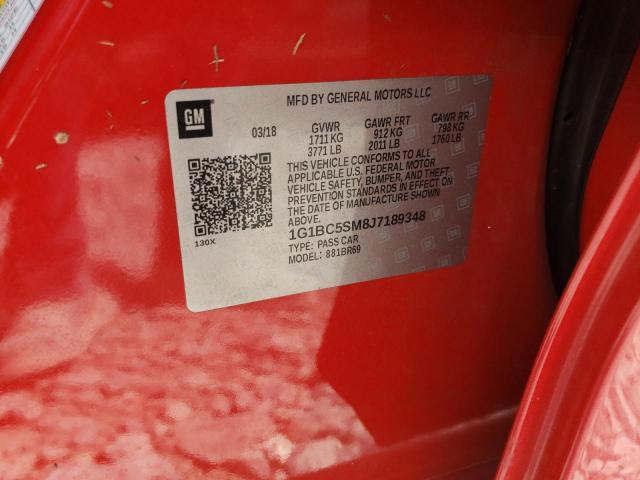 MFD BY GENERAL MOTORS LLC
GM
03/18 GVWR GAWR FRT GAWR RR
1711 KG 912 KG 798 KG
3771 LB 2011 LB 1760 LB
THIS VEHICLE CONFORMS TO ALL
APPLICABLE U.S. FEDERAL MOTOR
VEHICLE SAFETY, BUMPER, AND THEFT
PREVENTION STANDARDS IN EFFECT ON
THE DATE OF MANUFACTURE SHOWN ABOVE.
1G1BC5SM8J7189348
130X
TYPE: PASS CAR
MODEL: 881BR69